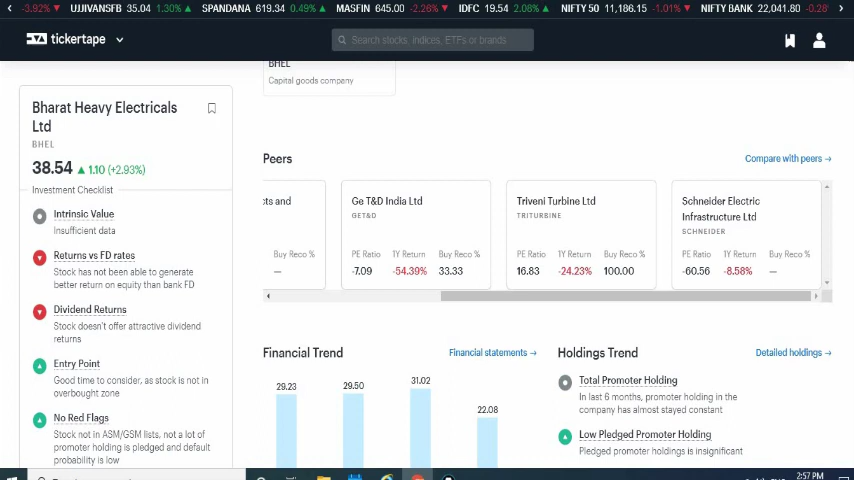 -3.92% UJJIVANSFB 35.04 1.30% SPANDANA 619.34 0.49% MASFIN 645.00 -2.26% IDFC 19.54 2.08% NIFTY 50 11,186.15 -1.01% NIFTY BANK 22,041.80 -0.28
tickertape
Search stocks, indices, ETFs or brands
BHEL
Capital goods company
Bharat Heavy Electricals
Ltd
BHEL
38.54 1.10 (+2.93%)
Investment Checklist
Intrinsic Value
Insufficient data
Returns vs FD rates
Stock has not been able to generate
better return on equity than bank FD
Dividend Returns
Stock doesn't offer attractive dividend
returns
Entry Point
Good time to consider, as stock is not in
overbought zone
No Red Flags
Stock not in ASM/GSM lists, not a lot of
promoter holding is pledged and default
probability is low
Peers
Compare with peers →
cts and
Buy Reco %
—
Ge T&D India Ltd
GET&D
PE Ratio 1Y Return Buy Reco %
-7.09 -54.39% 33.33
Triveni Turbine Ltd
TRITURBINE
PE Ratio 1Y Return Buy Reco %
16.83 -24.23% 100.00
Schneider Electric
Infrastructure Ltd
SCHNEIDER
PE Ratio 1Y Return Buy Reco %
-60.56 -8.58% —
Financial Trend
Financial statements →
29.23 29.50 31.02 22.08
Holdings Trend
Detailed holdings →
Total Promoter Holding
In last 6 months, promoter holding in the
company has almost stayed constant
Low Pledged Promoter Holding
Pledged promoter holdings is insignificant
2:57 PM